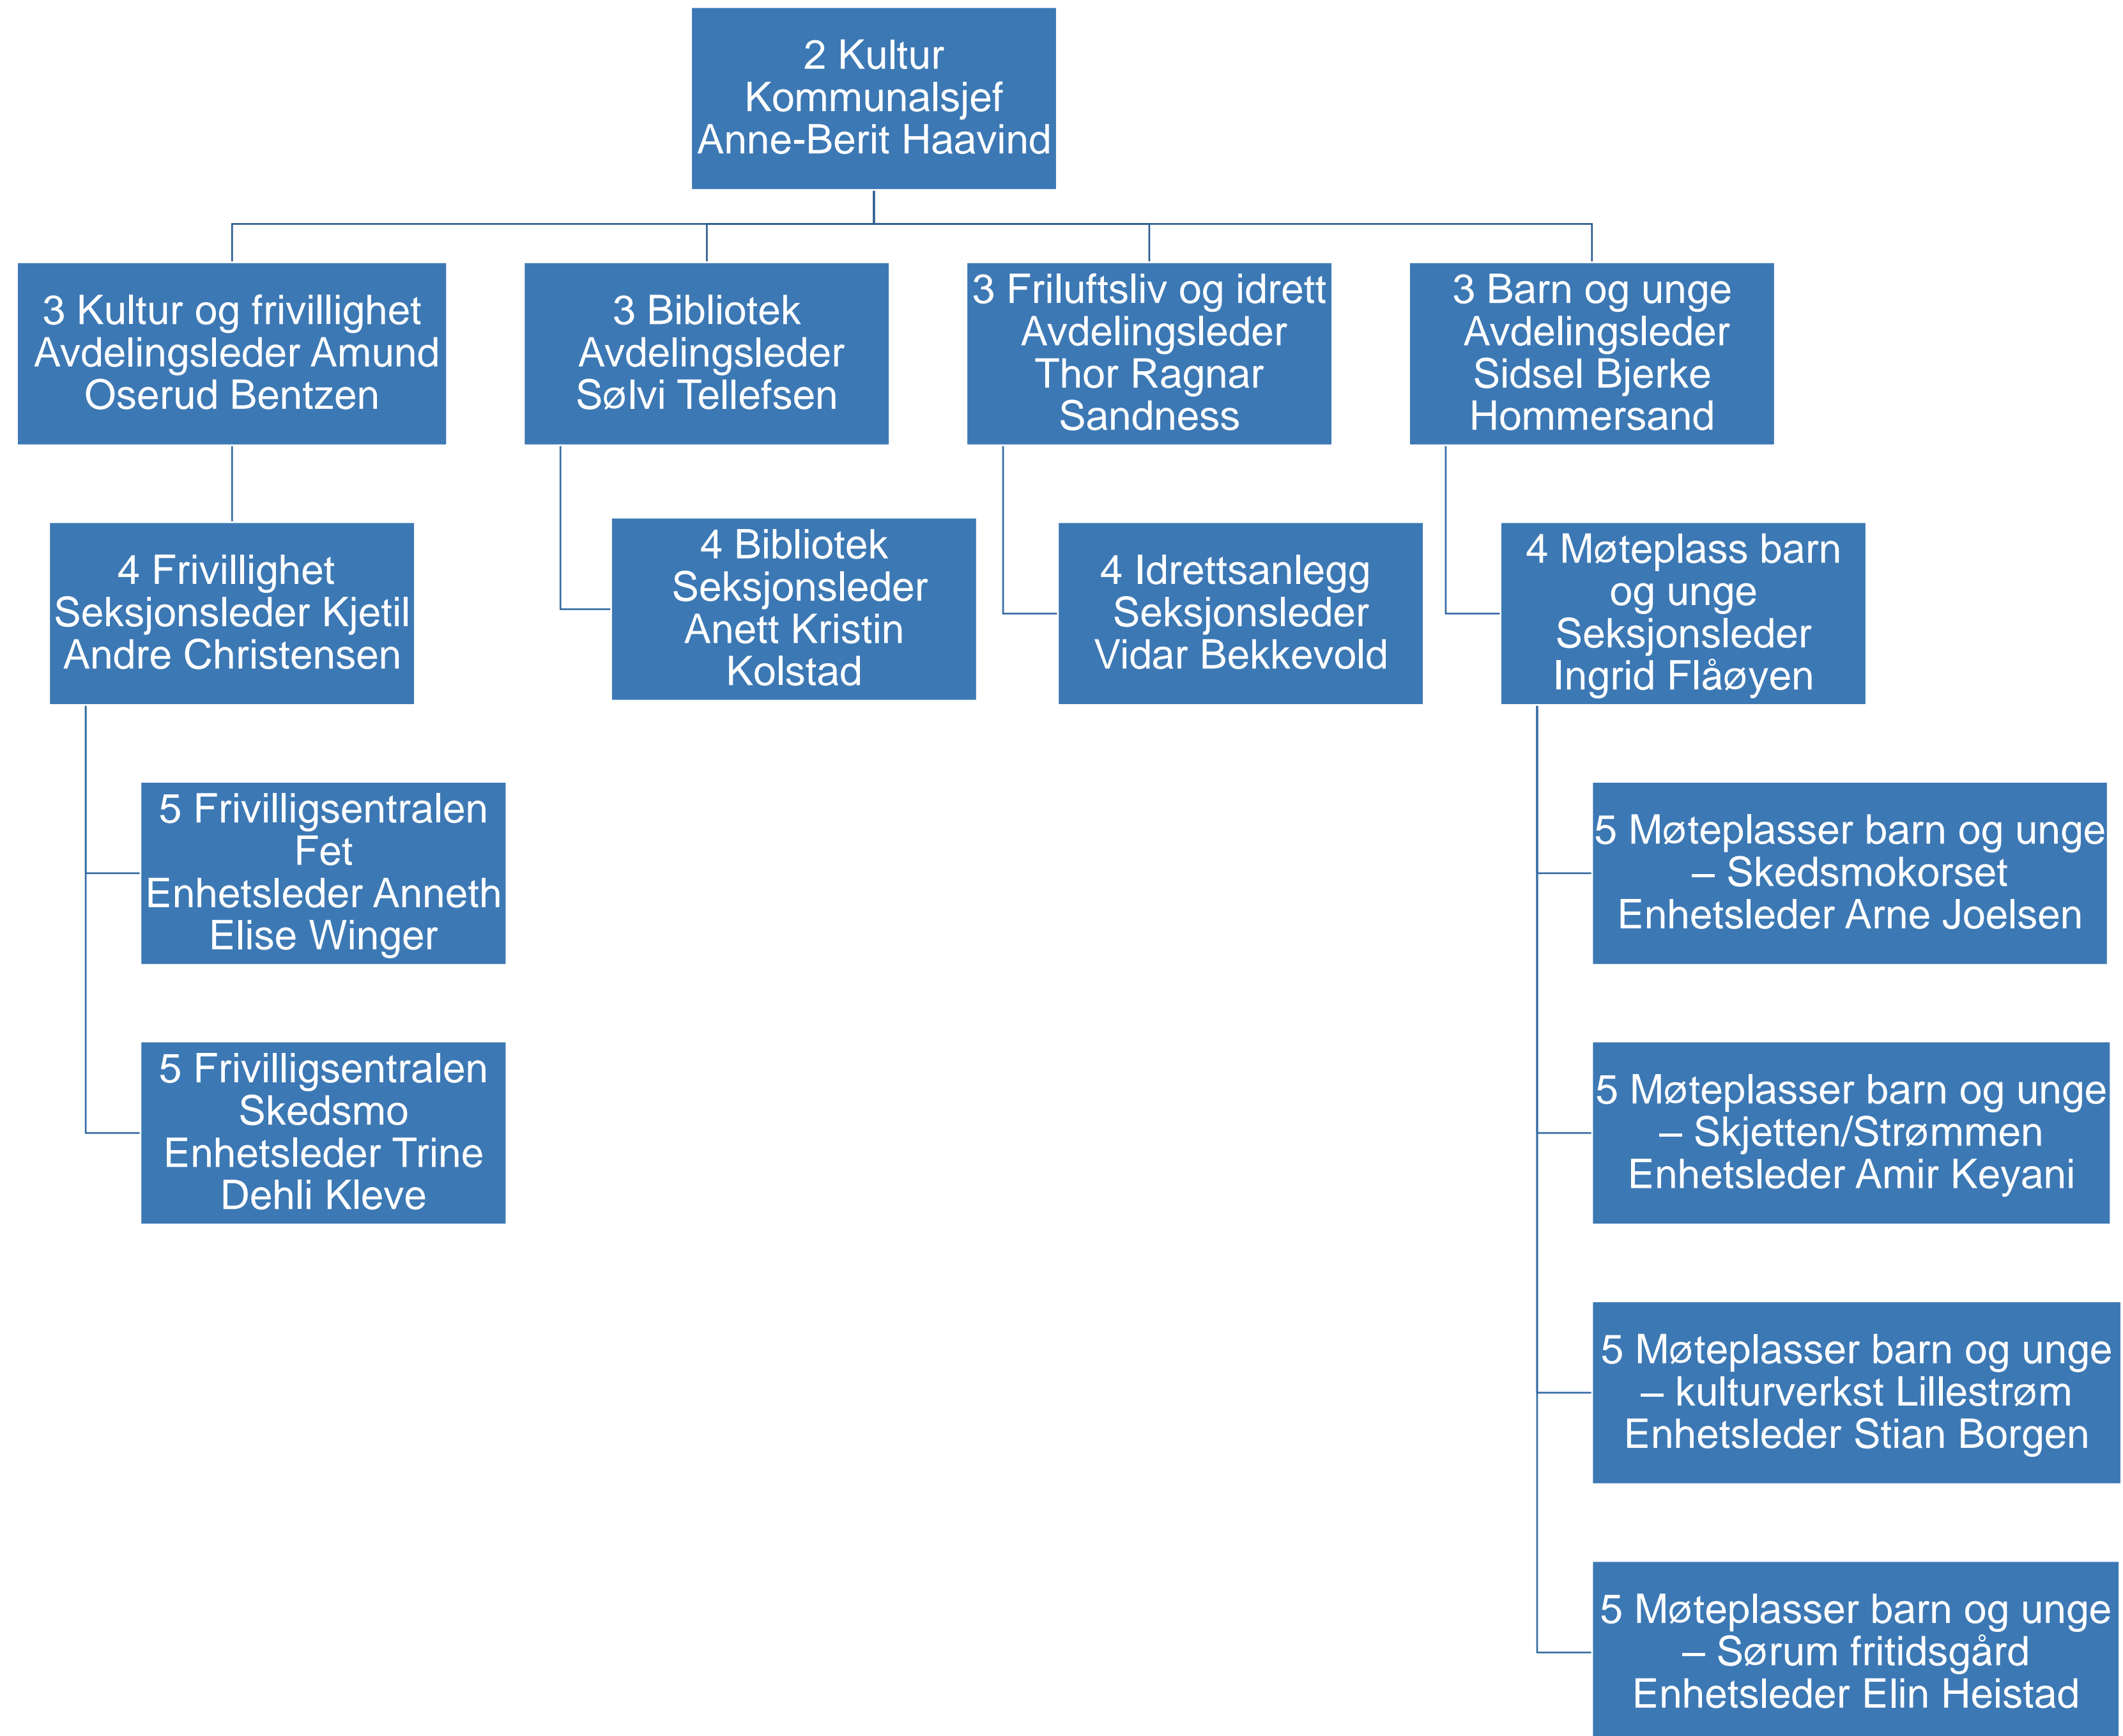 2 Kultur
Kommunalsjef
Anne-Berit Haavind
3 Kultur og frivillighet
Avdelingsleder Amund
Oserud Bentzen
3 Bibliotek
Avdelingsleder
Sølvi Tellefsen
3 Friluftsliv og idrett
Avdelingsleder
Thor Ragnar
Sandness
3 Barn og unge
Avdelingsleder
Sidsel Bjerke
Hommersand
4 Frivillighet
Seksjonsleder Kjetil
Andre Christensen
4 Bibliotek
Seksjonsleder
Anett Kristin
Kolstad
4 Idrettsanlegg
Seksjonsleder
Vidar Bekkevold
4 Møteplass barn
og unge
Seksjonsleder
Ingrid Flåøyen
5 Frivilligsentralen
Fet
Enhetsleder Anneth
Elise Winger
5 Frivilligsentralen
Skedsmo
Enhetsleder Trine
Dehli Kleve
5 Møteplasser barn og unge
– Skedsmokorset
Enhetsleder Arne Joelsen
5 Møteplasser barn og unge
– Skjetten/Strømmen
Enhetsleder Amir Keyani
5 Møteplasser barn og unge
– kulturverkst Lillestrøm
Enhetsleder Stian Borgen
5 Møteplasser barn og unge
– Sørum fritidsgård
Enhetsleder Elin Heistad